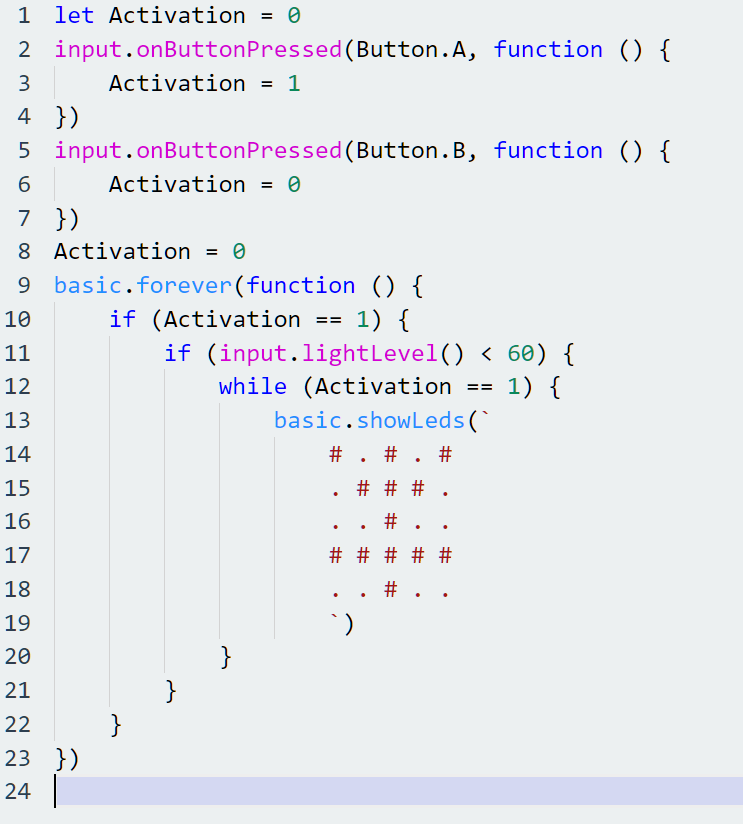 1 let Activation = 0
2 input.onButtonPressed(Button.A, function () {
3     Activation = 1
4 })
5 input.onButtonPressed(Button.B, function () {
6     Activation = 0
7 })
8 Activation = 0
9 basic.forever(function () {
10     if (Activation == 1) {
11         if (input.lightLevel() < 60) {
12             while (Activation == 1) {
13                 basic.showLeds(`
14                     # . # . #
15                     . # # # .
16                     . . # . .
17                     # # # # #
18                     . . # . .
19                     `)
20             }
21         }
22     }
23 })
24